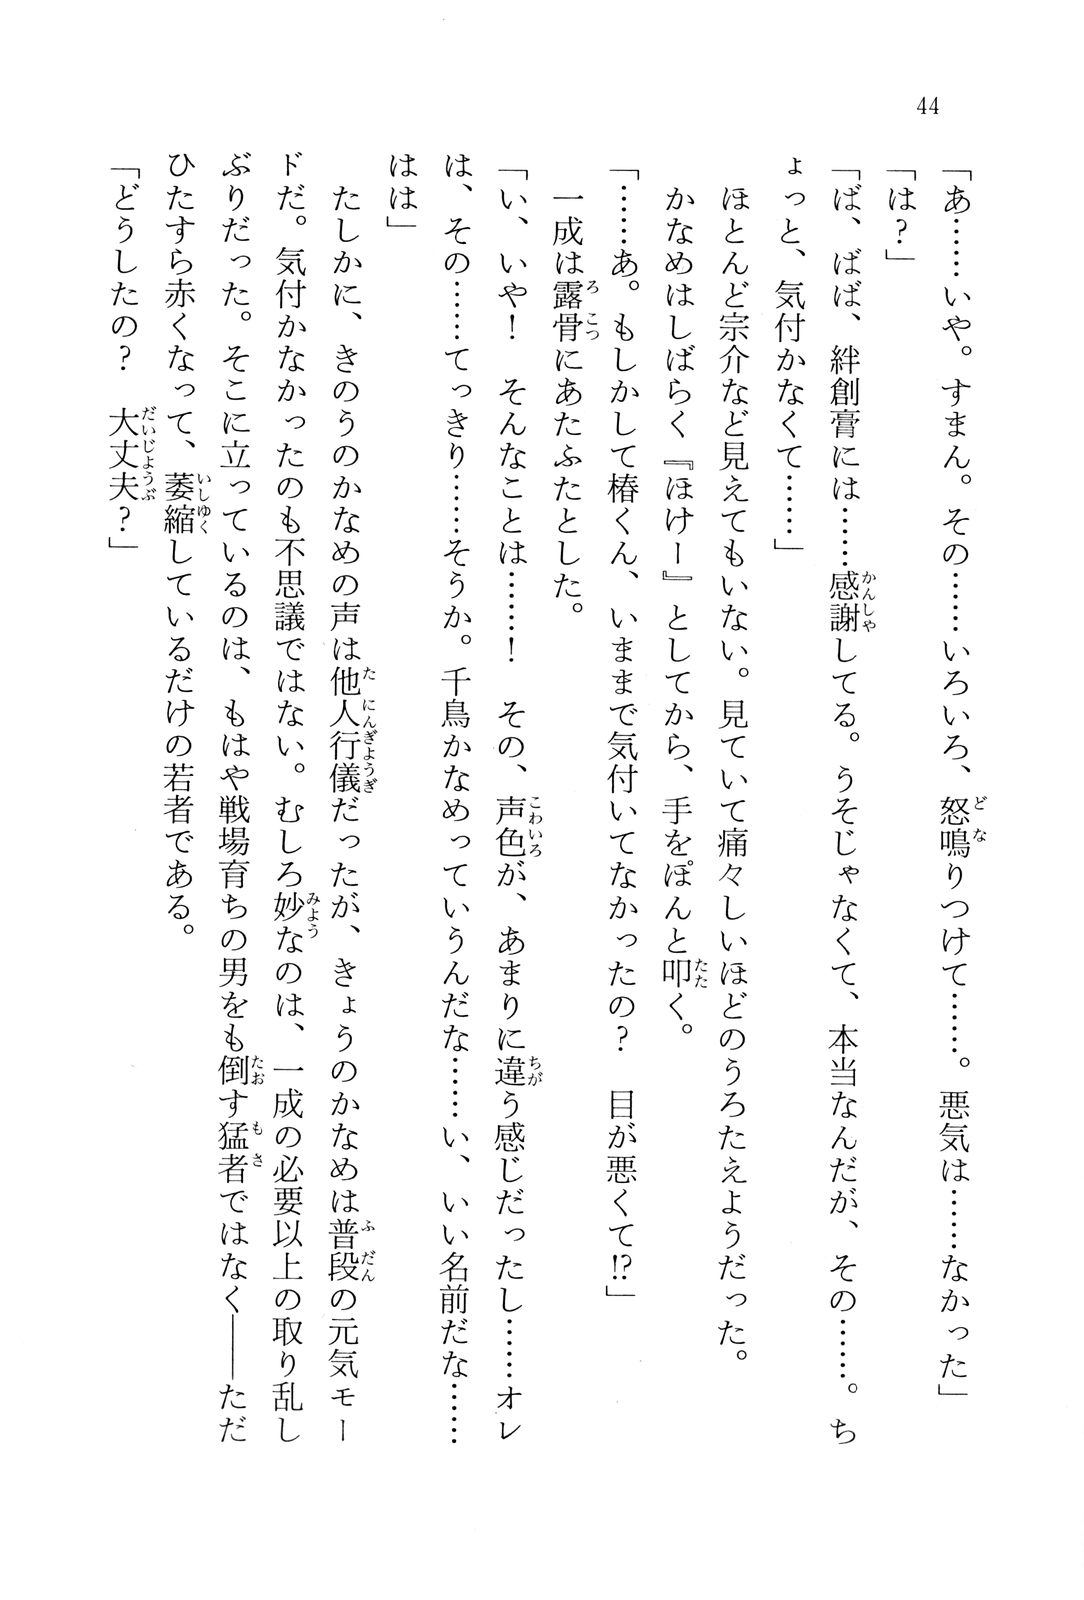 44
「あ……いや。すまん。その……いろいろ、怒鳴りつけて……。悪気は……なかった」
「は？」
「ば、ばば、絆創膏には……感謝してる。うそじゃなくて、本当なんだが、その……。ち
ょっと、気付かなくて……」
　ほとんど宗介など見えてもいない。見ていて痛々しいほどのうろたえようだった。
　かなめはしばらく『ほけー』としてから、手をぽんと叩く。
「……あ。もしかして椿くん、いままで気付いてなかったの？　目が悪くて!?」
　一成は露骨にあたふたとした。
「い、いや！　そんなことは……！　その、声色が、あまりに違う感じだったし……オレ
は、その……てっきり……そうか。千鳥かなめっていうんだな……い、いい名前だな……
はは」
　たしかに、きのうのかなめの声は他人行儀だったが、きょうのかなめは普段の元気モー
ドだ。気付かなかったのも不思議ではない。むしろ妙なのは、一成の必要以上の取り乱し
ぶりだった。そこに立っているのは、もはや戦場育ちの男をも倒す猛者ではなく――ただ
ひたすら赤くなって、萎縮しているだけの若者である。
「どうしたの？　大丈夫？」